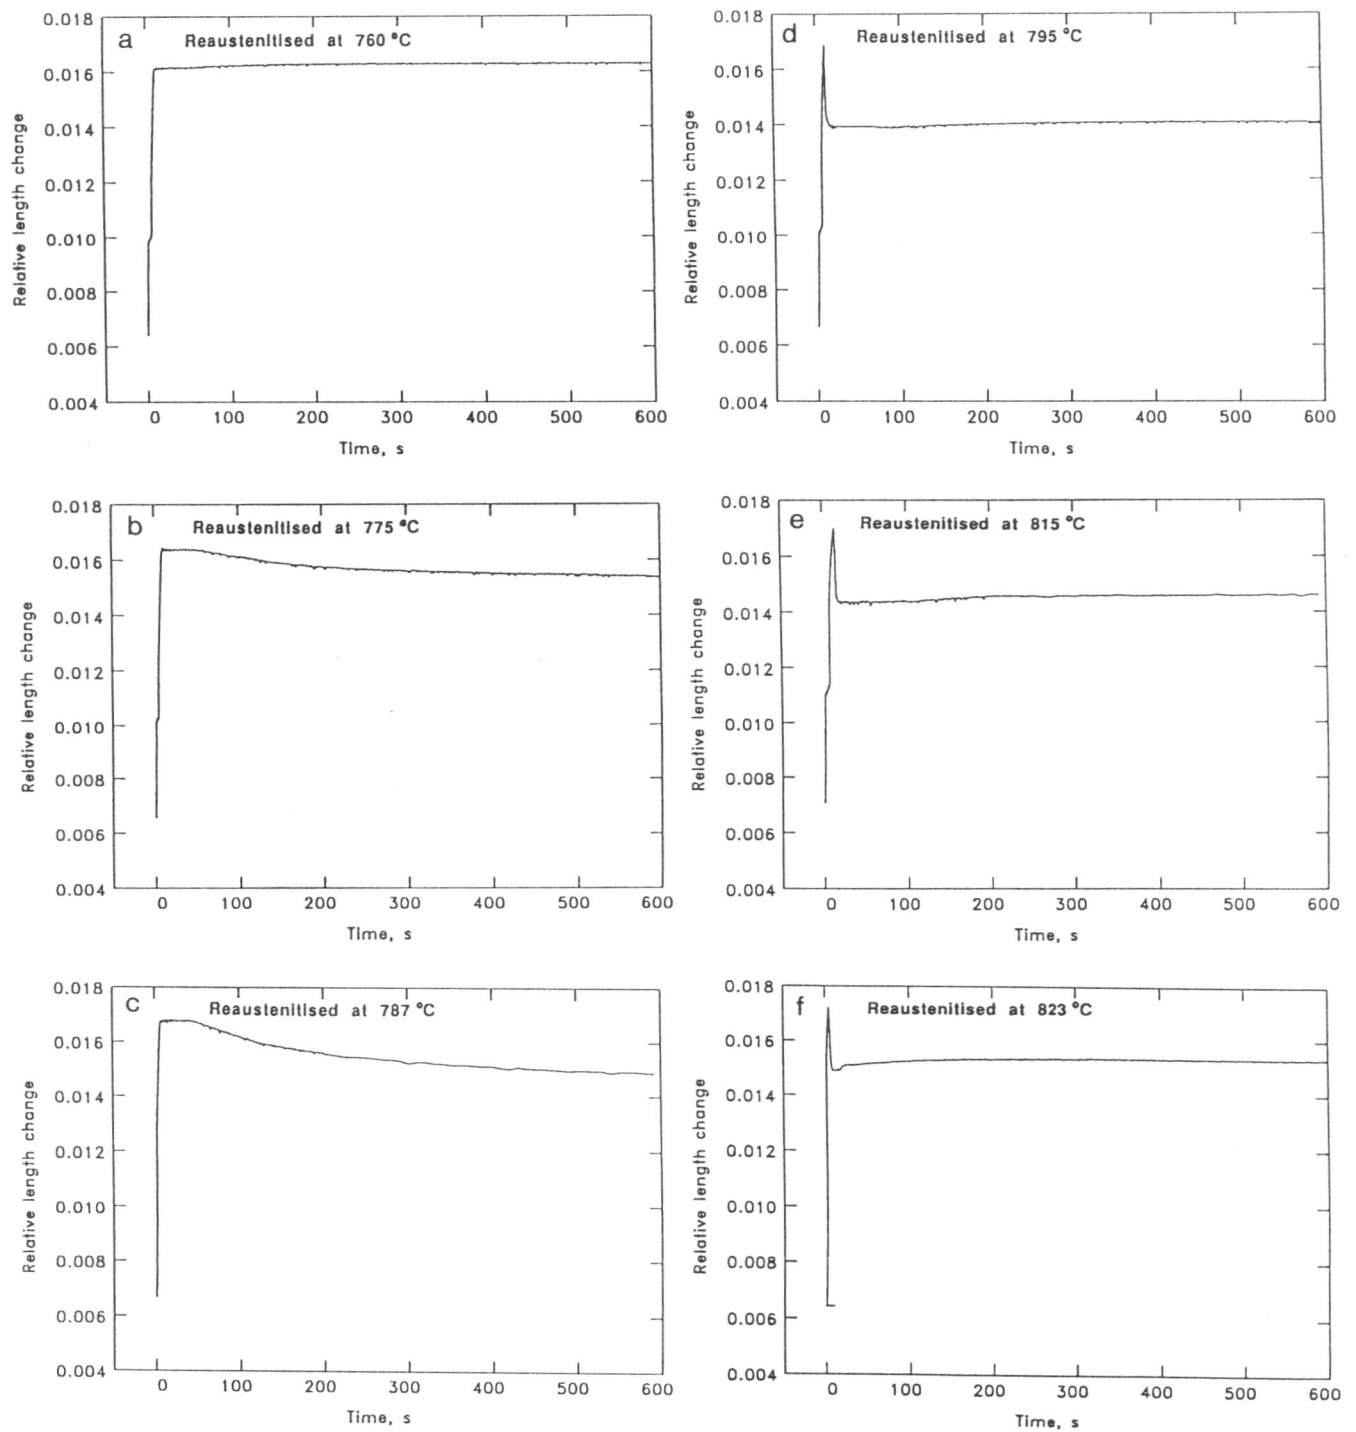 a Reaustenitised at 760 °C
0.018
0.016
0.014
0.012
0.010
0.008
0.006
0.004
Relative length change
0 100 200 300 400 500 600
Time, s
d Reaustenitised at 795 °C
0.018
0.016
0.014
0.012
0.010
0.008
0.006
0.004
Relative length change
0 100 200 300 400 500 600
Time, s
b Reaustenitised at 775 °C
0.018
0.016
0.014
0.012
0.010
0.008
0.006
0.004
Relative length change
0 100 200 300 400 500 600
Time, s
e Reaustenitised at 815 °C
0.018
0.016
0.014
0.012
0.010
0.008
0.006
0.004
Relative length change
0 100 200 300 400 500 600
Time, s
c Reaustenitised at 787 °C
0.018
0.016
0.014
0.012
0.010
0.008
0.006
0.004
Relative length change
0 100 200 300 400 500 600
Time, s
f Reaustenitised at 823 °C
0.018
0.016
0.014
0.012
0.010
0.008
0.006
0.004
Relative length change
0 100 200 300 400 500 600
Time, s